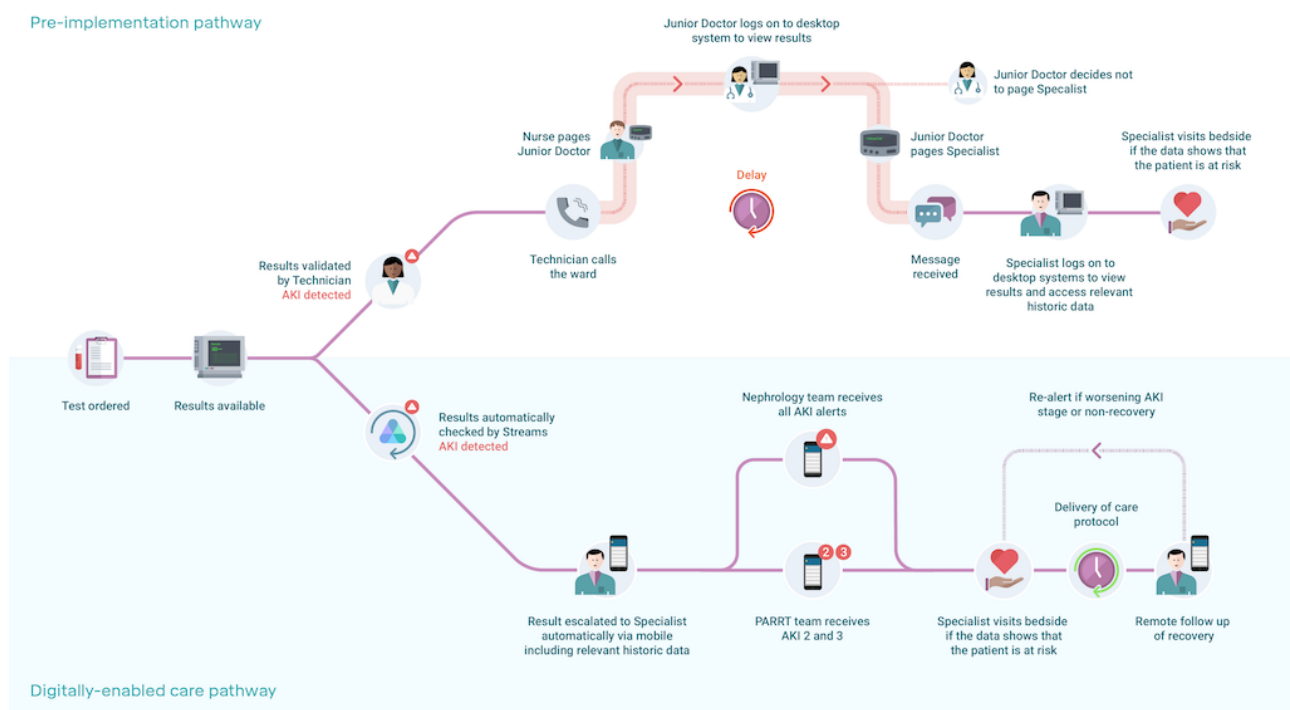 Pre-implementation pathway
Junior Doctor logs on to desktop
system to view results
Junior Doctor decides not
to page Specalist
Nurse pages
Junior Doctor
Junior Doctor
pages Specialist
Specialist visits bedside
if the data shows that
the patient is at risk
Delay
Results validated
by Technician
AKI detected
Technician calls
the ward
Message
received
Specialist logs on to
desktop systems to view
results and access relevant
historic data
Test ordered
Results available
Results automatically
checked by Streams
AKI detected
Nephrology team receives
all AKI alerts
Re-alert if worsening AKI
stage or non-recovery
Delivery of care
protocol
2 3
Result escalated to Specialist
automatically via mobile
including relevant historic data
PARRT team receives
AKI 2 and 3
Specialist visits bedside
if the data shows that
the patient is at risk
Remote follow up
of recovery
Digitally-enabled care pathway